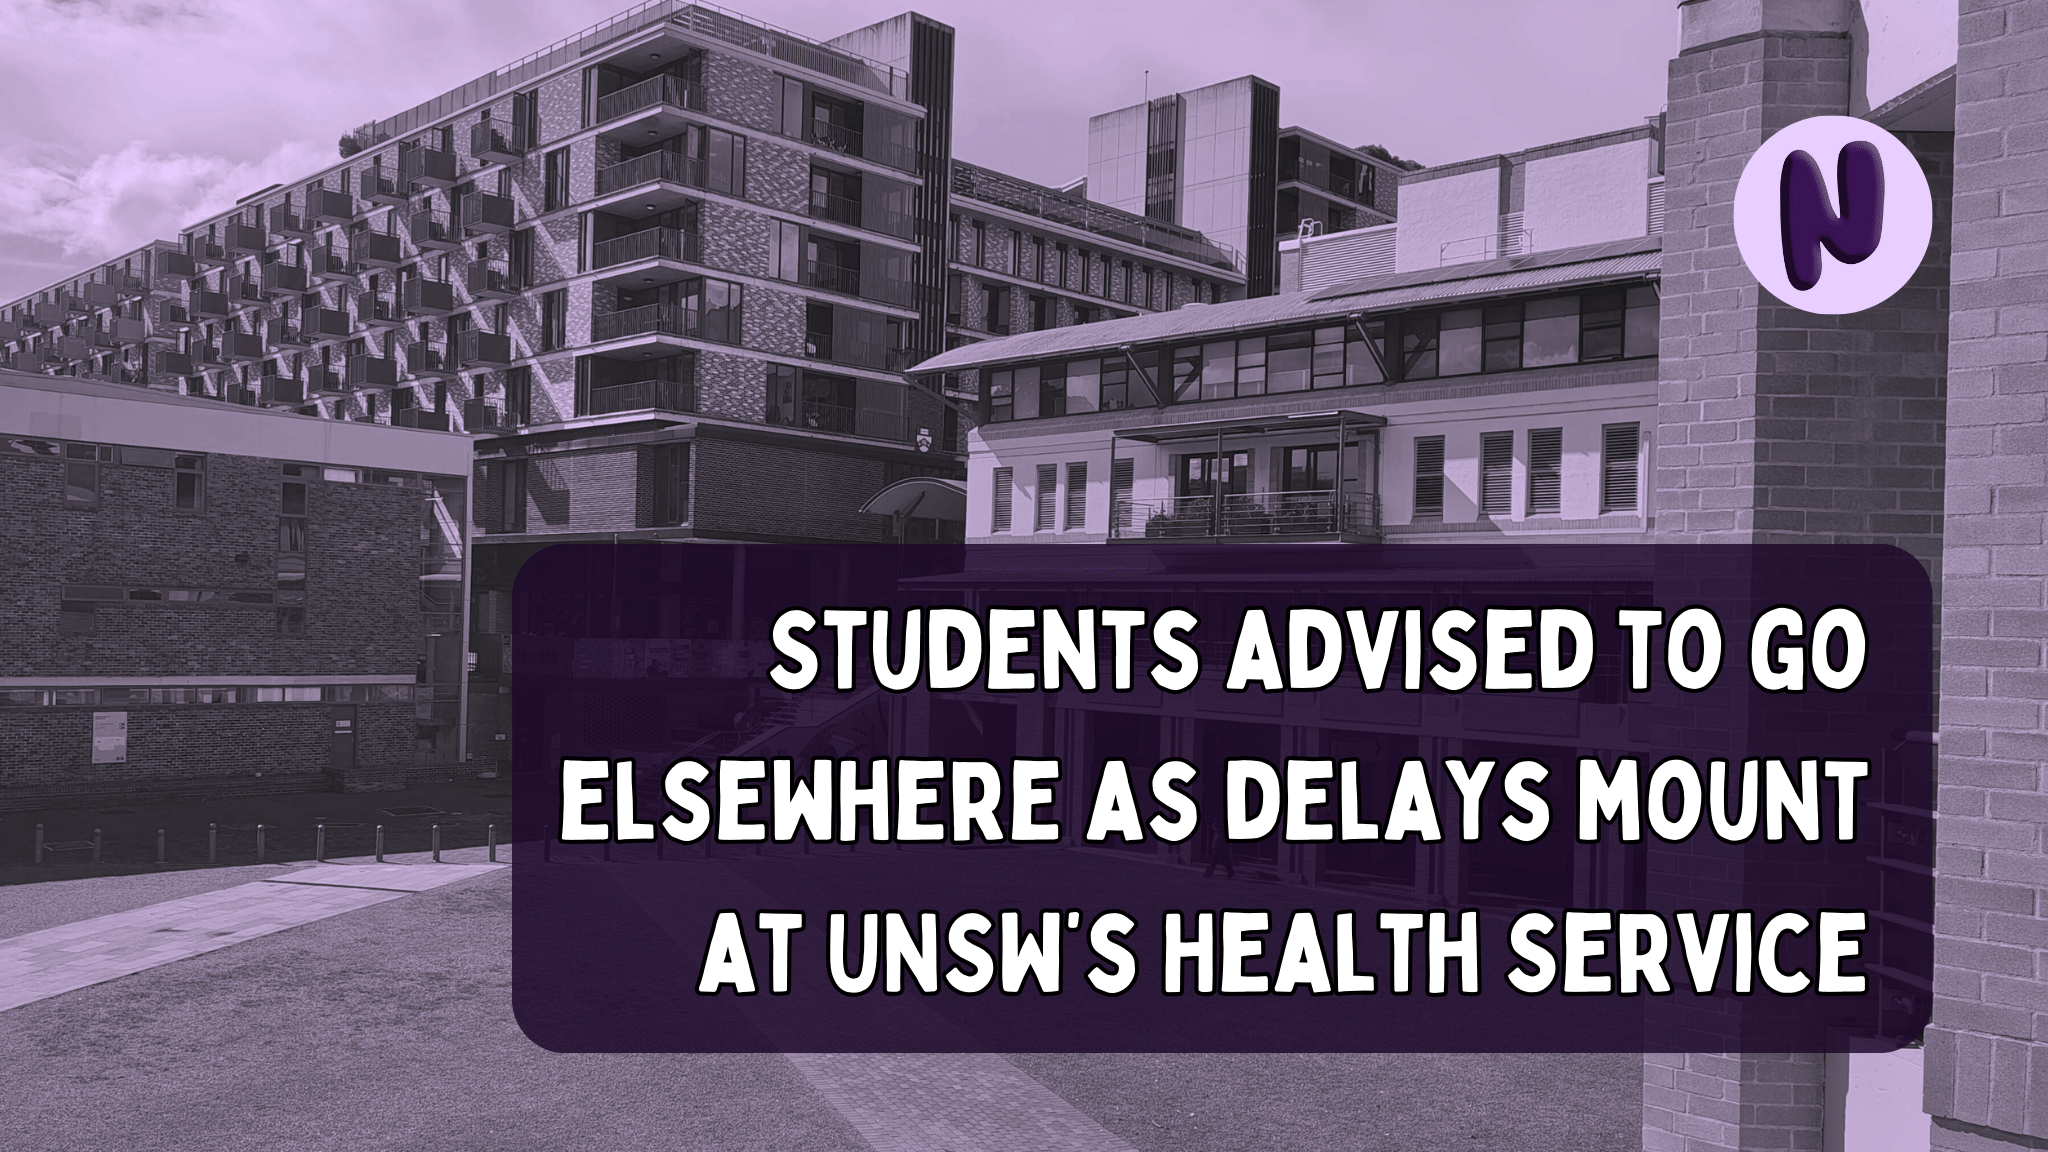 N
STUDENTS ADVISED TO GO
ELSEWHERE AS DELAYS MOUNT
AT UNSW'S HEALTH SERVICE